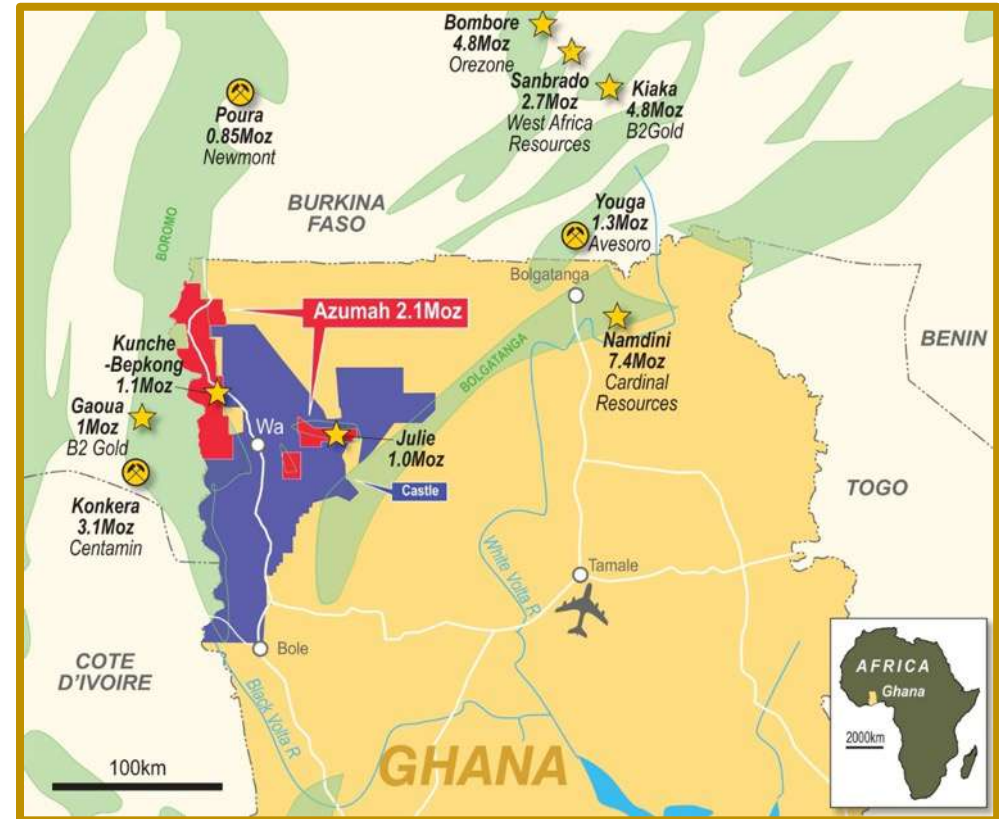 Bombore
4.8Moz
Orezone
Sanbrado
2.7Moz
West Africa
Resources
Kiaka
4.8Moz
B2Gold
Poura
0.85Moz
Newmont
BURKINA
FASO
BOROMO
Youga
1.3Moz
Avesoro
Bolgatanga
Azumah 2.1Moz
BENIN
Kunche
-Bepkong
1.1Moz
BOLGATANGA
Namdini
7.4Moz
Cardinal
Resources
Gaoua
1Moz
B2 Gold
Wa
Julie
1.0Moz
Castle
TOGO
Konkera
3.1Moz
Centamin
White Volta R
Tamale
Bole
COTE
D'IVOIRE
Black Volta R
AFRICA
Ghana
2000km
GHANA
100km